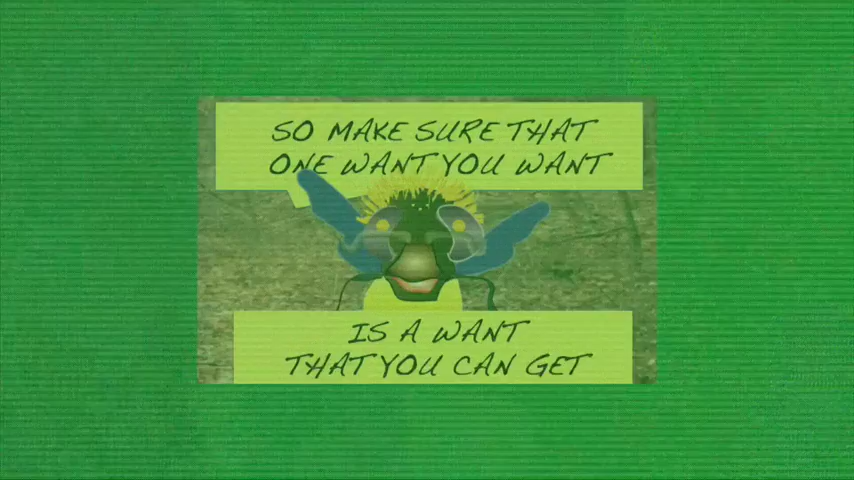 SO MAKE SURE THAT
ONE WANT YOU WANT
IS A WANT
THAT YOU CAN GET